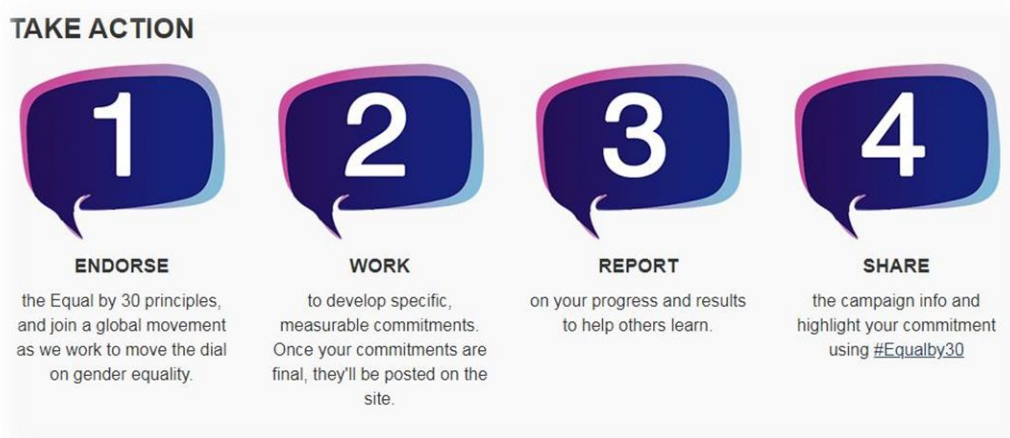 TAKE ACTION
1
2
3
4
ENDORSE
the Equal by 30 principles,
and join a global movement
as we work to move the dial
on gender equality.
WORK
to develop specific,
measurable commitments.
Once your commitments are
final, they'll be posted on the
site.
REPORT
on your progress and results
to help others learn.
SHARE
the campaign info and
highlight your commitment
using #Equalby30